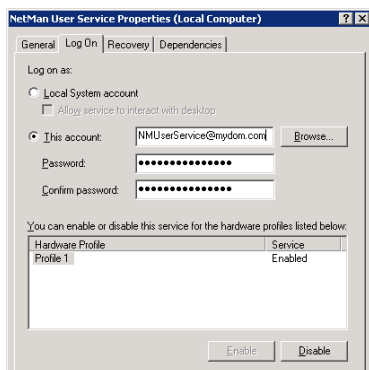 NetMan User Service Properties (Local Computer)
General Log On Recovery Dependencies
Log on as:
Local System account
Allow service to interact with desktop
This account: NMUserService@mydom.com Browse...
Password: •••••••••••••••
Confirm password: •••••••••••••••
You can enable or disable this service for the hardware profiles listed below:
Hardware Profile Service
Profile 1 Enabled
Enable Disable